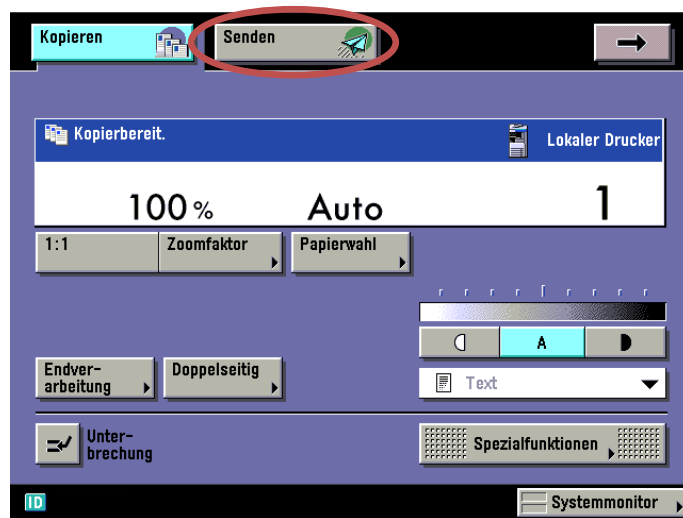 Kopieren
Senden
Kopierbereit.
Lokaler Drucker
100 %
Auto
1
1:1
Zoomfaktor
Papierwahl
A
Endver-
arbeitung
Doppelseitig
Text
Unter-
brechung
Spezialfunktionen
ID
Systemmonitor